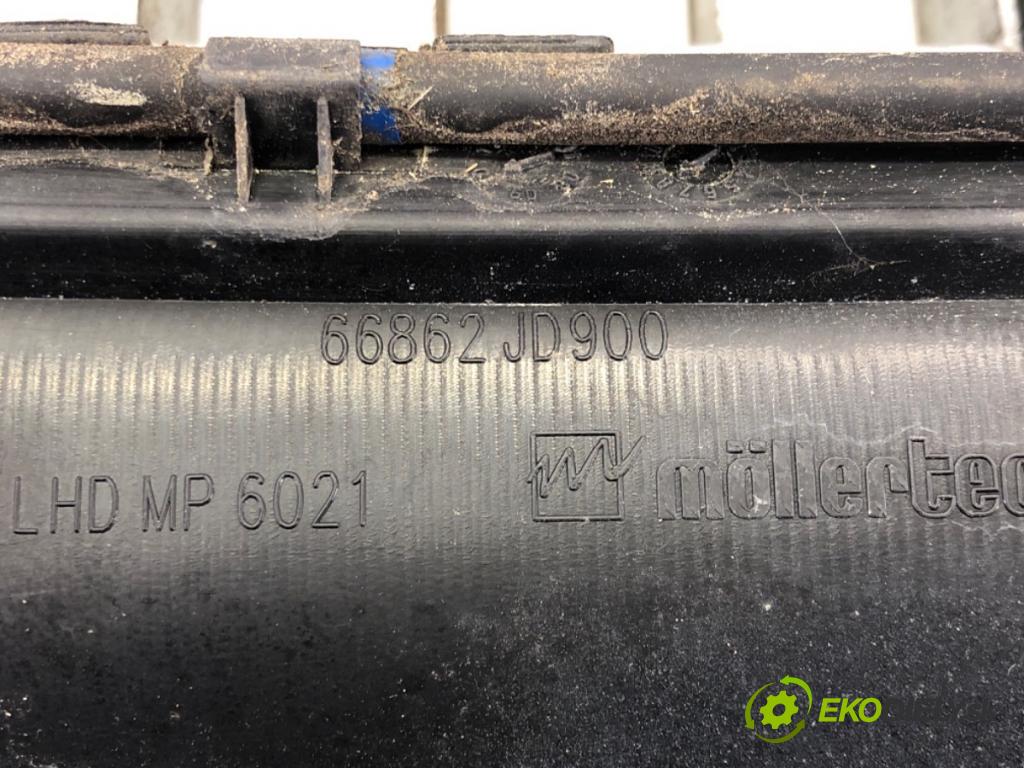 66862 JD900
LHD MP 6021
möllertec
EKO